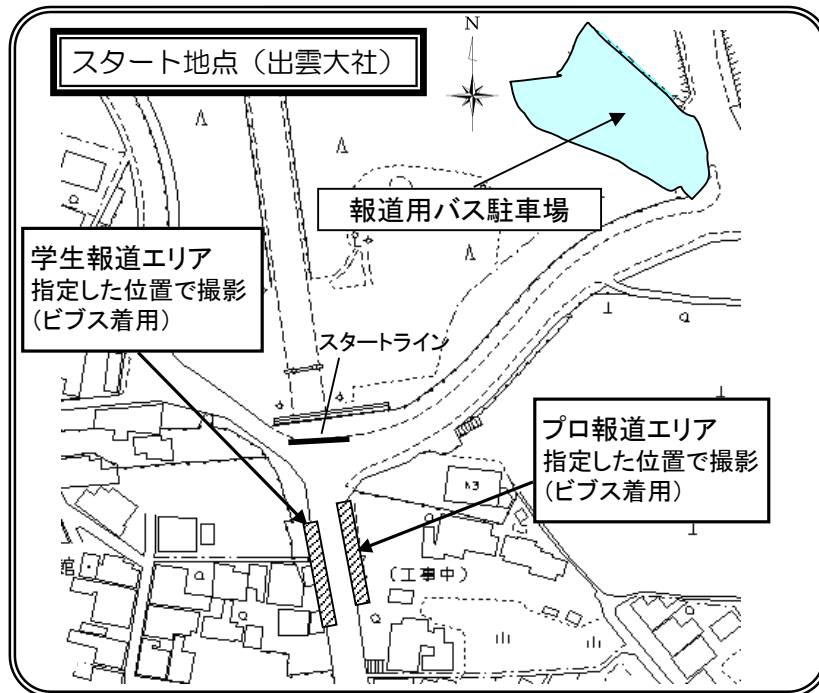 スタート地点（出雲大社）
N
報道用バス駐車場
学生報道エリア
指定した位置で撮影
（ビブス着用）
スタートライン
プロ報道エリア
指定した位置で撮影
（ビブス着用）
（工事中）
館